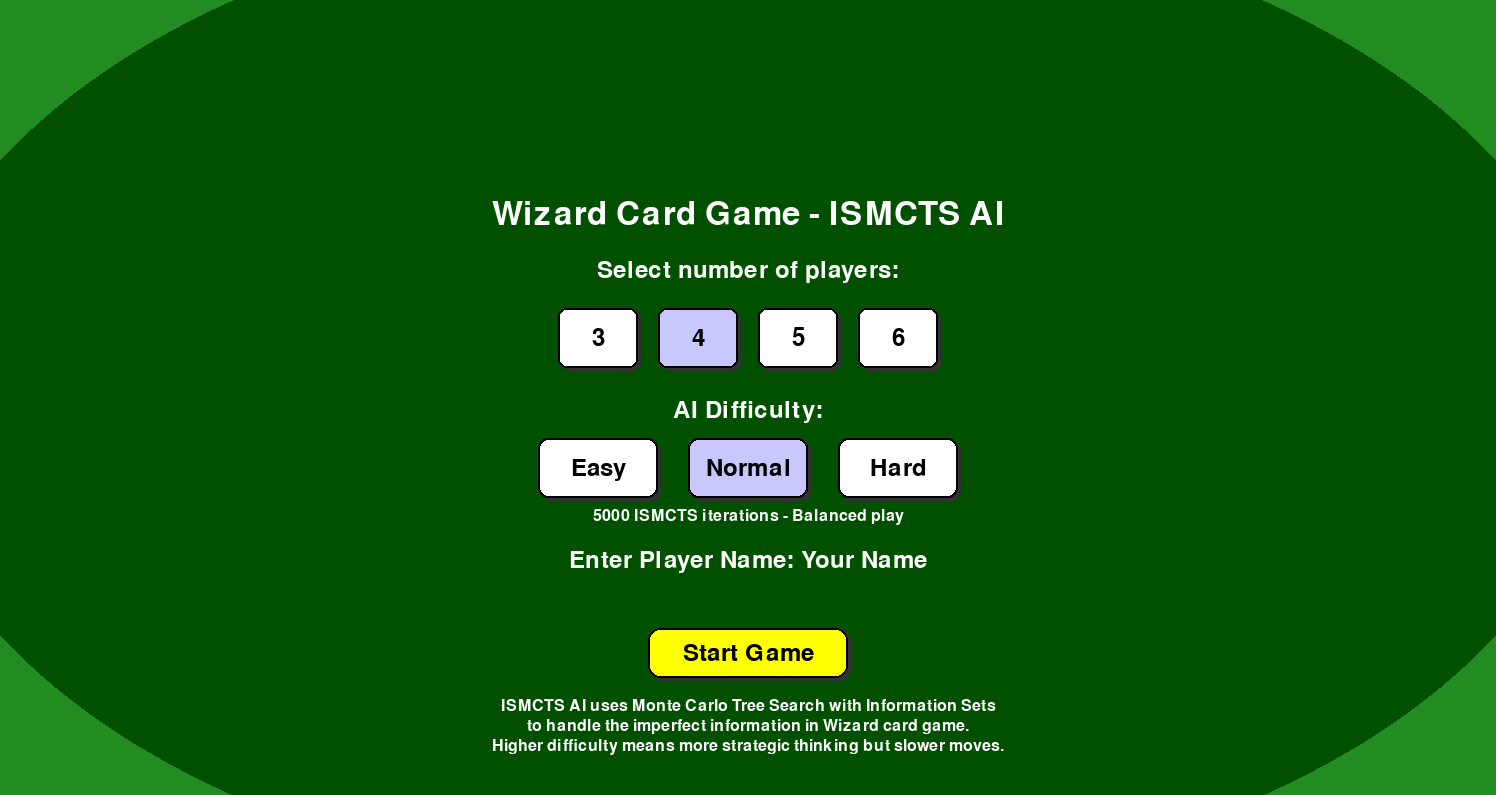 Wizard Card Game - ISMCTS AI
Select number of players:
3 4 5 6
AI Difficulty:
Easy Normal Hard
5000 ISMCTS iterations - Balanced play
Enter Player Name: Your Name
Start Game
ISMCTS AI uses Monte Carlo Tree Search with Information Sets
to handle the imperfect information in Wizard card game.
Higher difficulty means more strategic thinking but slower moves.